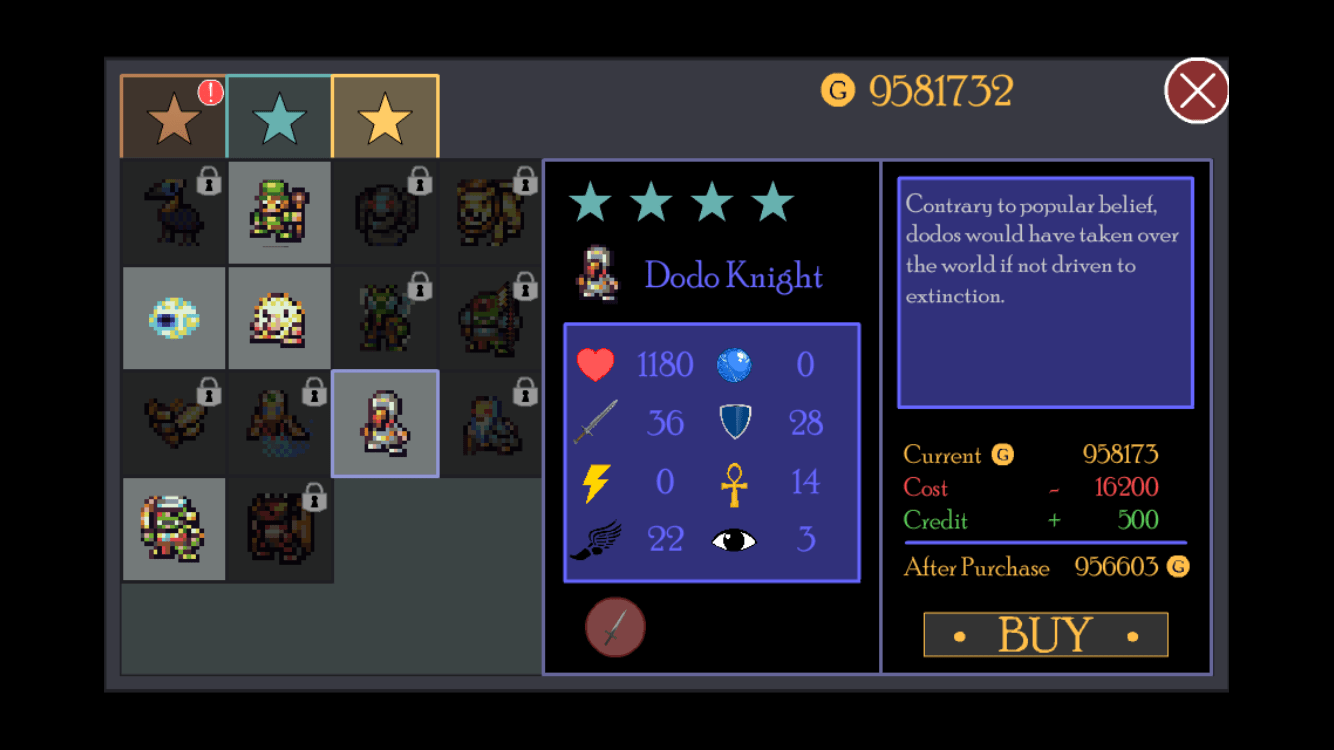 !
G 9581732
Contrary to popular belief,
dodos would have taken over
the world if not driven to
extinction.
Dodo Knight
1180 0
36 28
0 14
22 3
Current G 958173
Cost - 16200
Credit + 500
After Purchase 956603 G
• BUY •